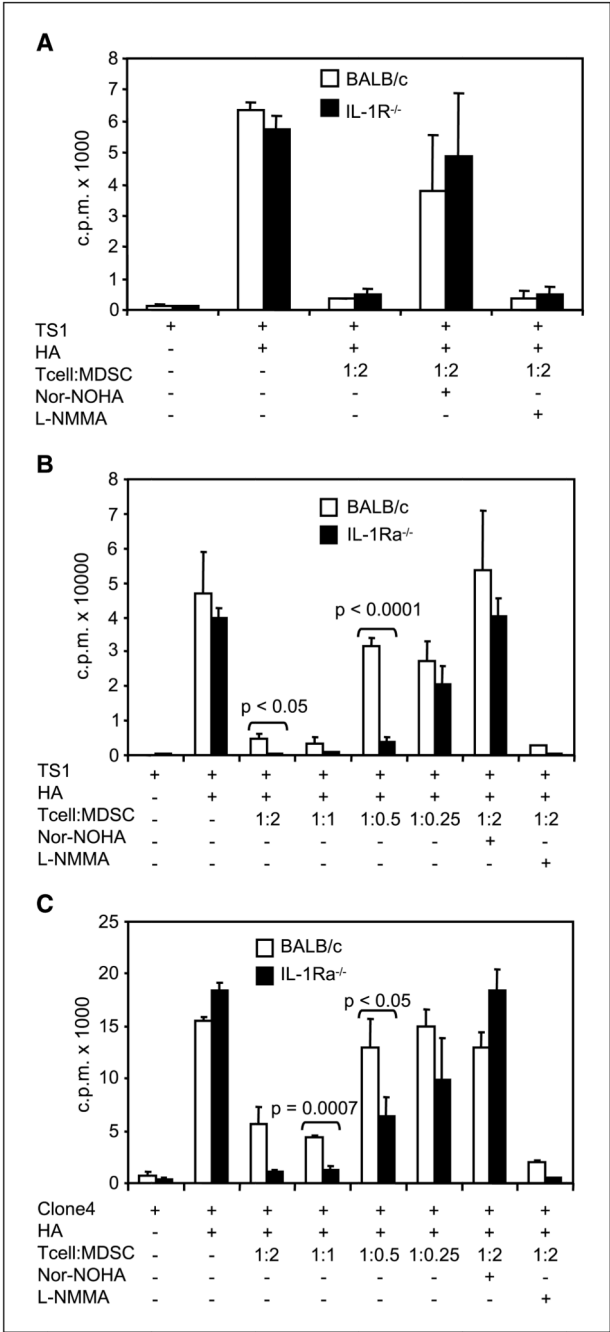 A
8
7
6
5
4
3
2
1
0
c.p.m. x 1000
BALB/c
IL-1R-/-
TS1 + + + + +
HA - + + + +
Tcell:MDSC - - 1:2 1:2 1:2
Nor-NOHA - - - + -
L-NMMA - - - - +
B
8
7
6
5
4
3
2
1
0
c.p.m. x 10000
BALB/c
IL-1Ra-/-
p < 0.0001
p < 0.05
TS1 + + + + + + + +
HA - + + + + + + +
Tcell:MDSC - - 1:2 1:1 1:0.5 1:0.25 1:2 1:2
Nor-NOHA - - - - - - + -
L-NMMA - - - - - - - +
C
25
20
15
10
5
0
c.p.m. x 1000
BALB/c
IL-1Ra-/-
p < 0.05
p = 0.0007
Clone4 + + + + + + + +
HA - + + + + + + +
Tcell:MDSC - - 1:2 1:1 1:0.5 1:0.25 1:2 1:2
Nor-NOHA - - - - - - + -
L-NMMA - - - - - - - +